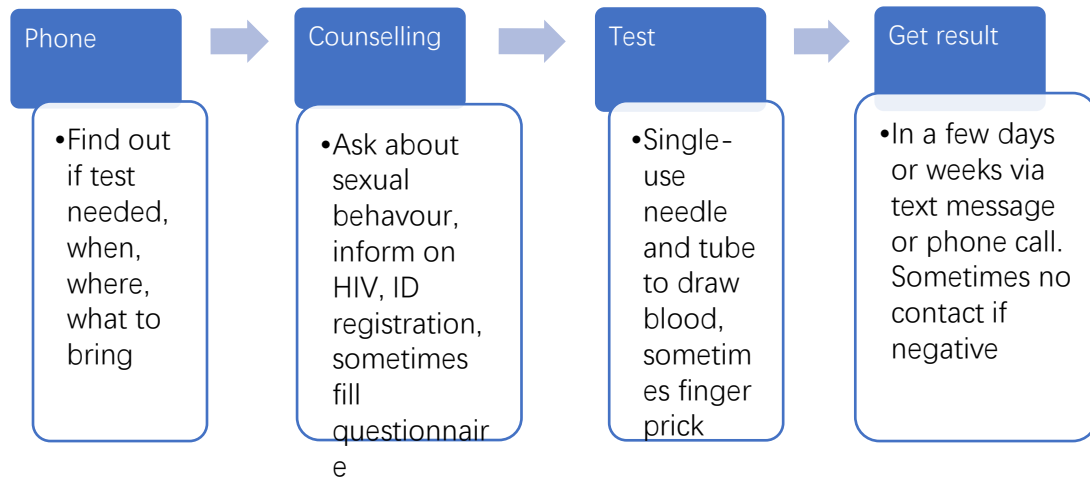 Phone
•Find out
if test
needed,
when,
where,
what to
bring
Counselling
•Ask about
sexual
behavour,
inform on
HIV, ID
registration,
sometimes
fill
questionnair
e
Test
•Single-
use
needle
and tube
to draw
blood,
sometim
es finger
prick
Get result
•In a few days
or weeks via
text message
or phone call.
Sometimes no
contact if
negative